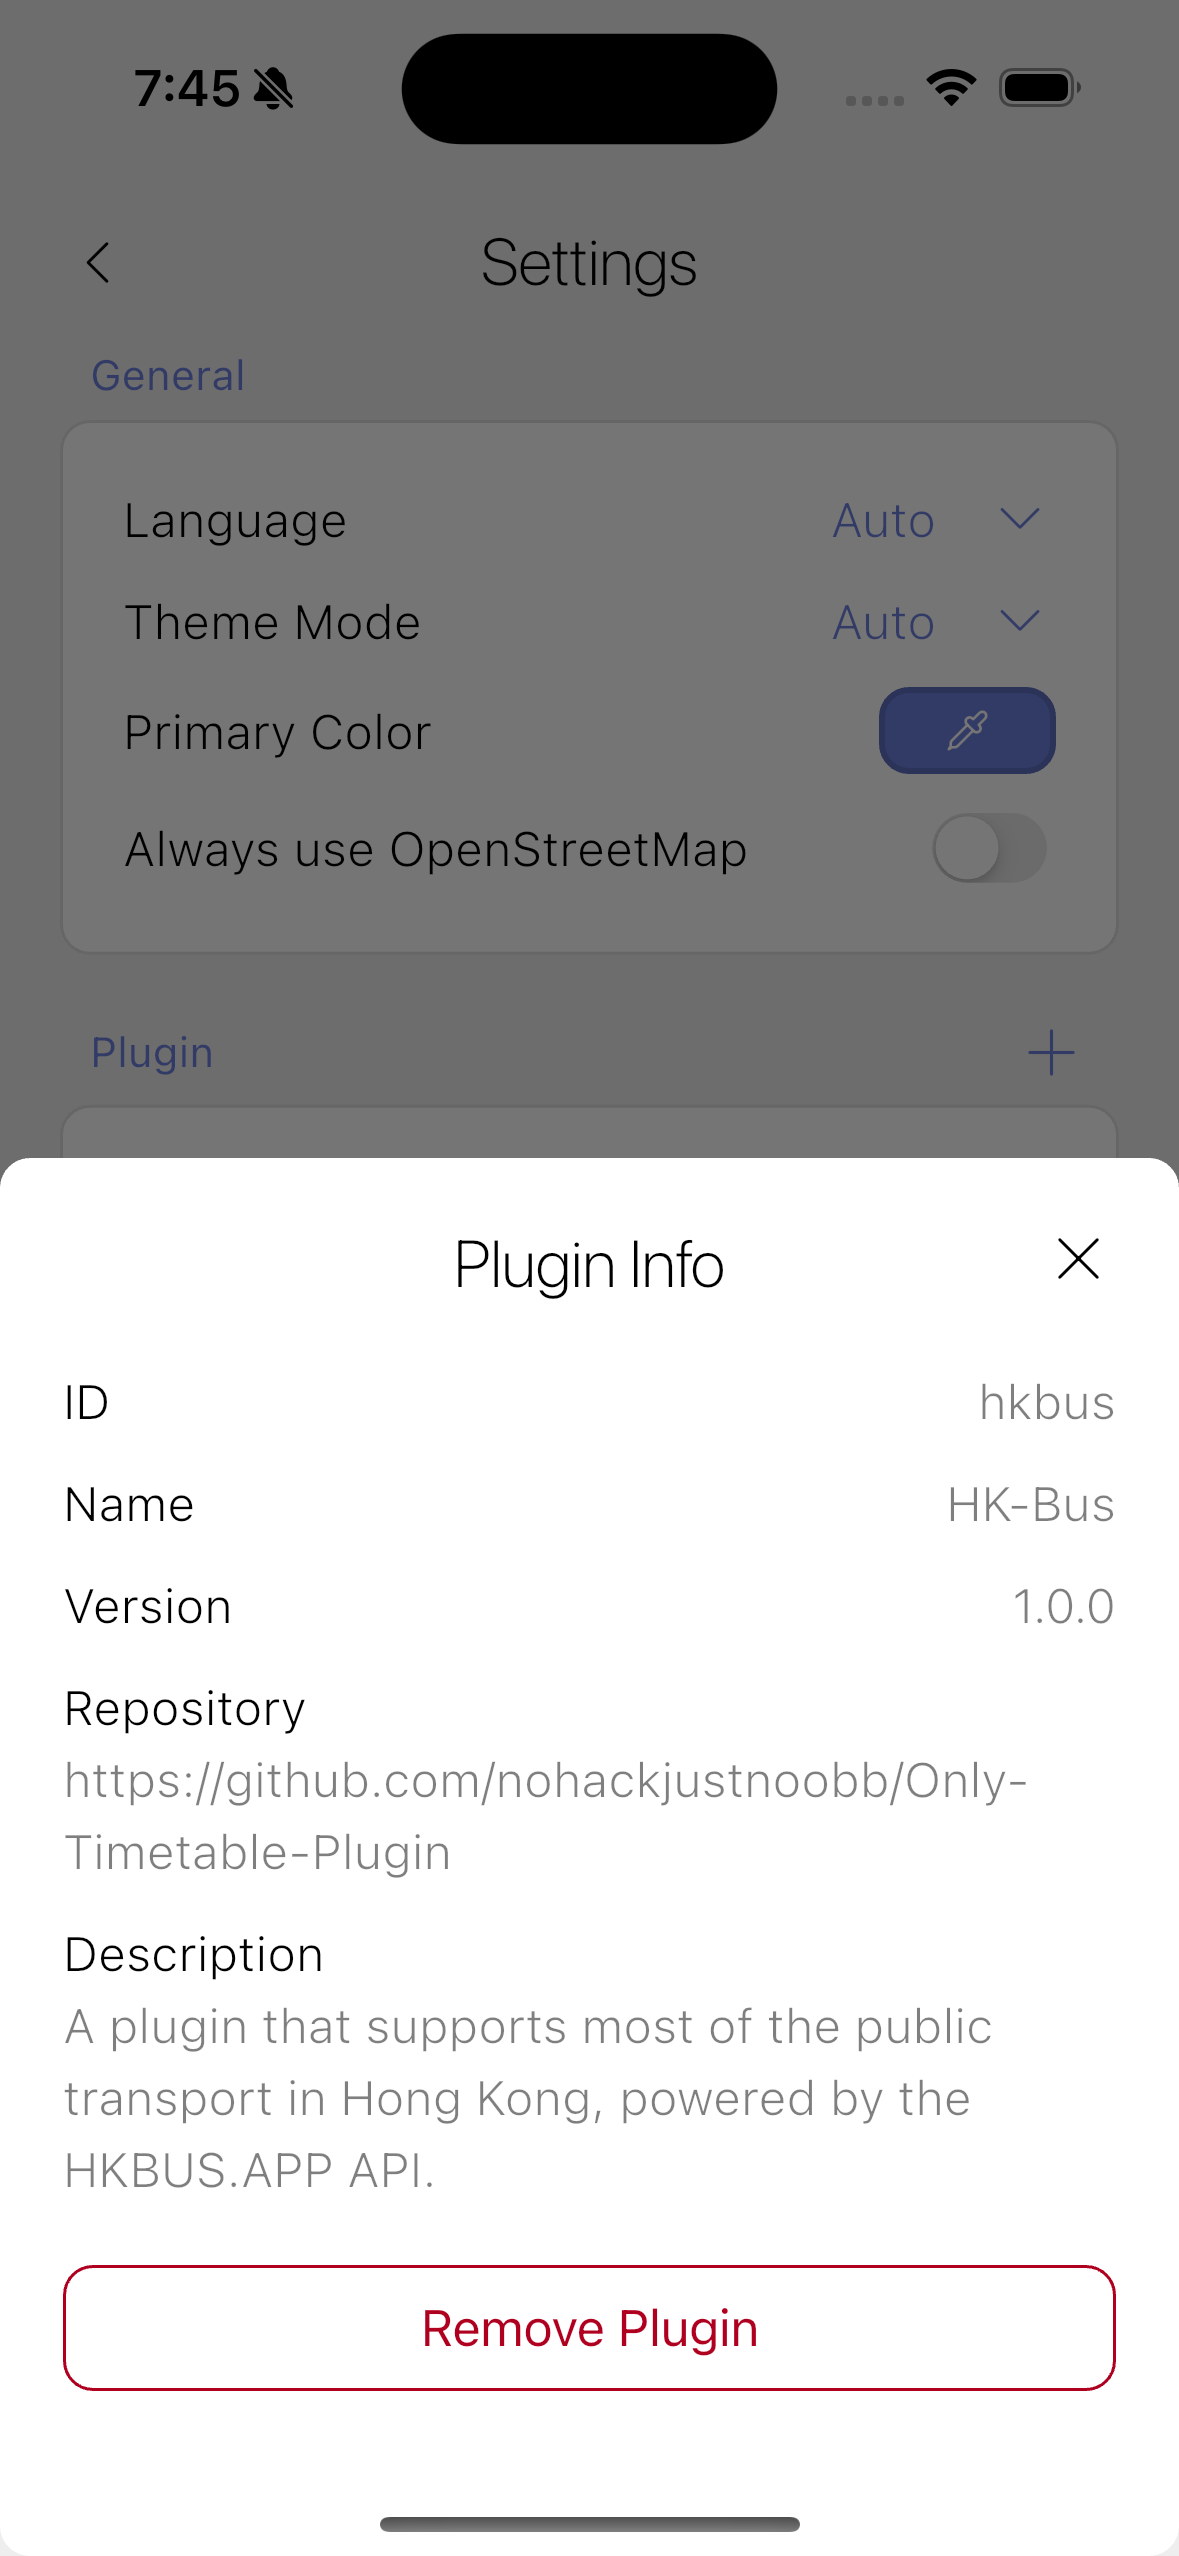 7:45
Settings
General
Language Auto
Theme Mode Auto
Primary Color
Always use OpenStreetMap
Plugin
Plugin Info
ID hkbus
Name HK-Bus
Version 1.0.0
Repository
https://github.com/nohackjustnoobb/Only-
Timetable-Plugin
Description
A plugin that supports most of the public
transport in Hong Kong, powered by the
HKBUS.APP API.
Remove Plugin